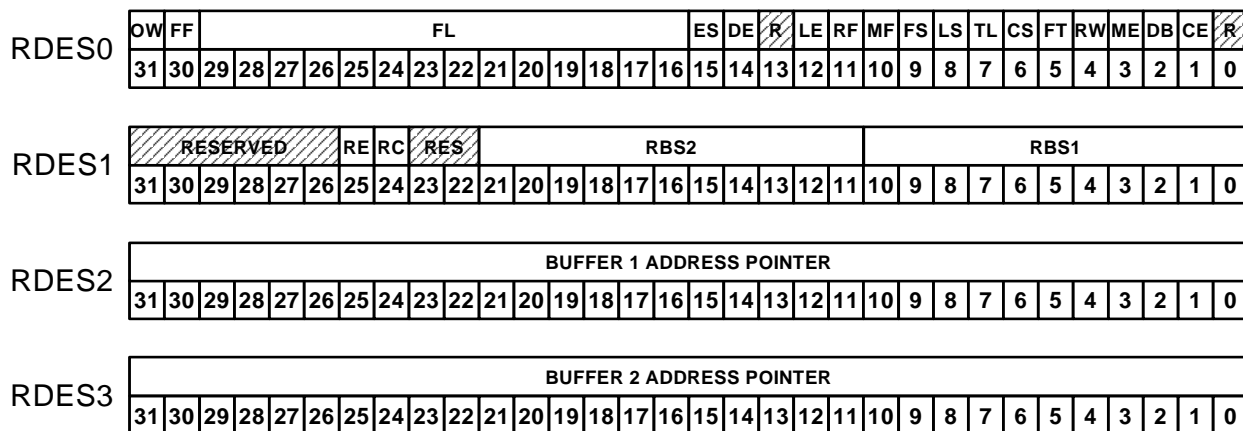 OW FF FL ES DE R LE RF MF FS LS TL CS FT RW ME DB CE R
RDES0
31 30 29 28 27 26 25 24 23 22 21 20 19 18 17 16 15 14 13 12 11 10 9 8 7 6 5 4 3 2 1 0
RESERVED RE RC RES RBS2 RBS1
RDES1
31 30 29 28 27 26 25 24 23 22 21 20 19 18 17 16 15 14 13 12 11 10 9 8 7 6 5 4 3 2 1 0
BUFFER 1 ADDRESS POINTER
RDES2
31 30 29 28 27 26 25 24 23 22 21 20 19 18 17 16 15 14 13 12 11 10 9 8 7 6 5 4 3 2 1 0
BUFFER 2 ADDRESS POINTER
RDES3
31 30 29 28 27 26 25 24 23 22 21 20 19 18 17 16 15 14 13 12 11 10 9 8 7 6 5 4 3 2 1 0